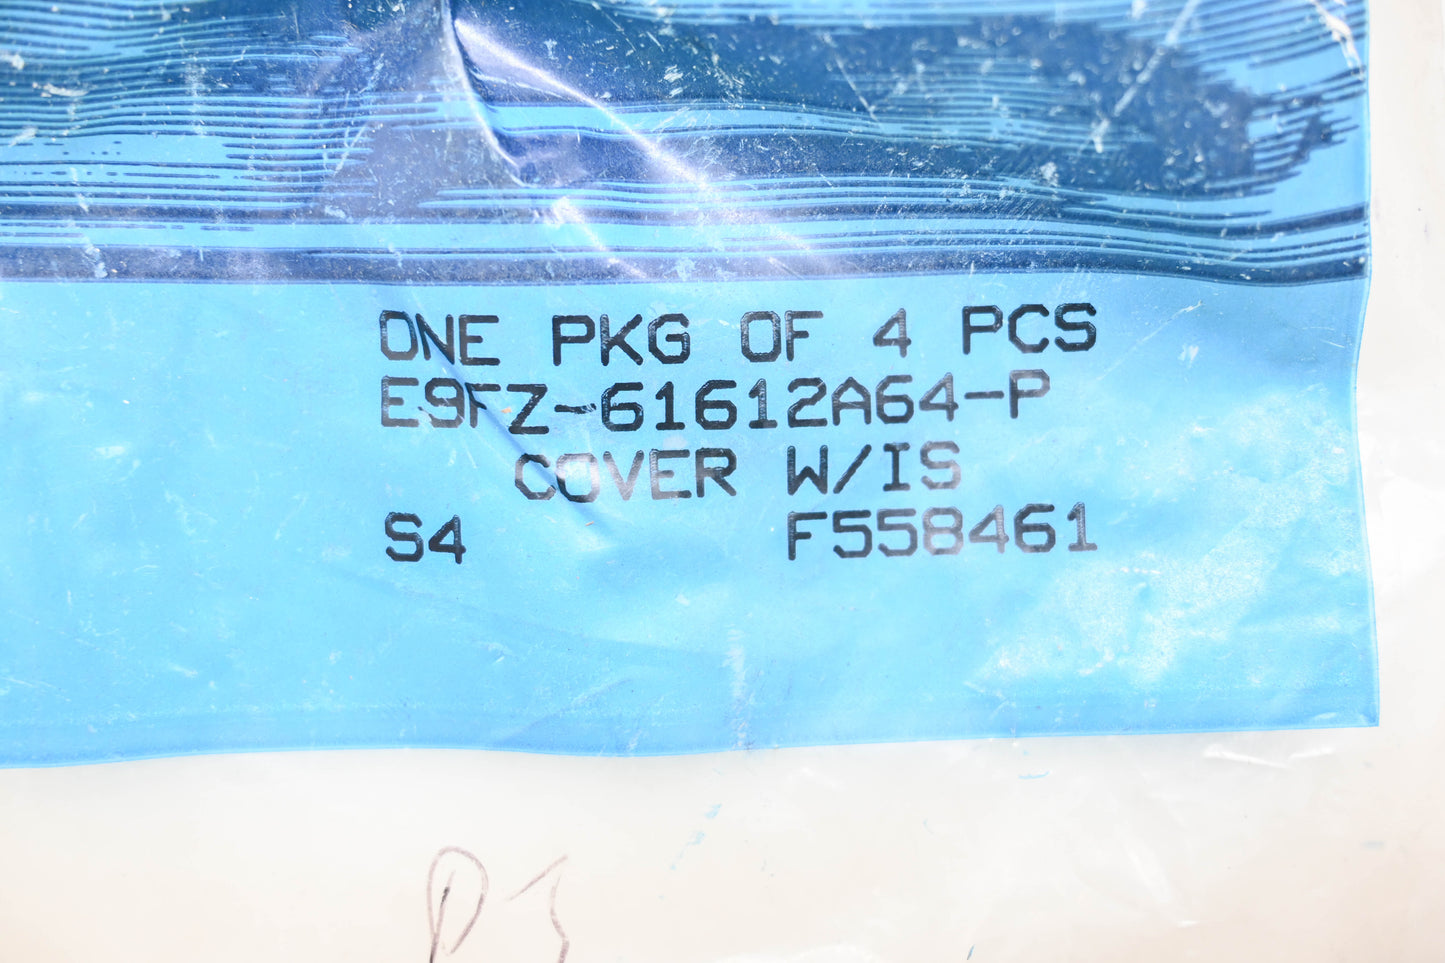 ONE PKG OF 4 PCS
E9FZ-61612A64-P
COVER W/IS
S4 F558461